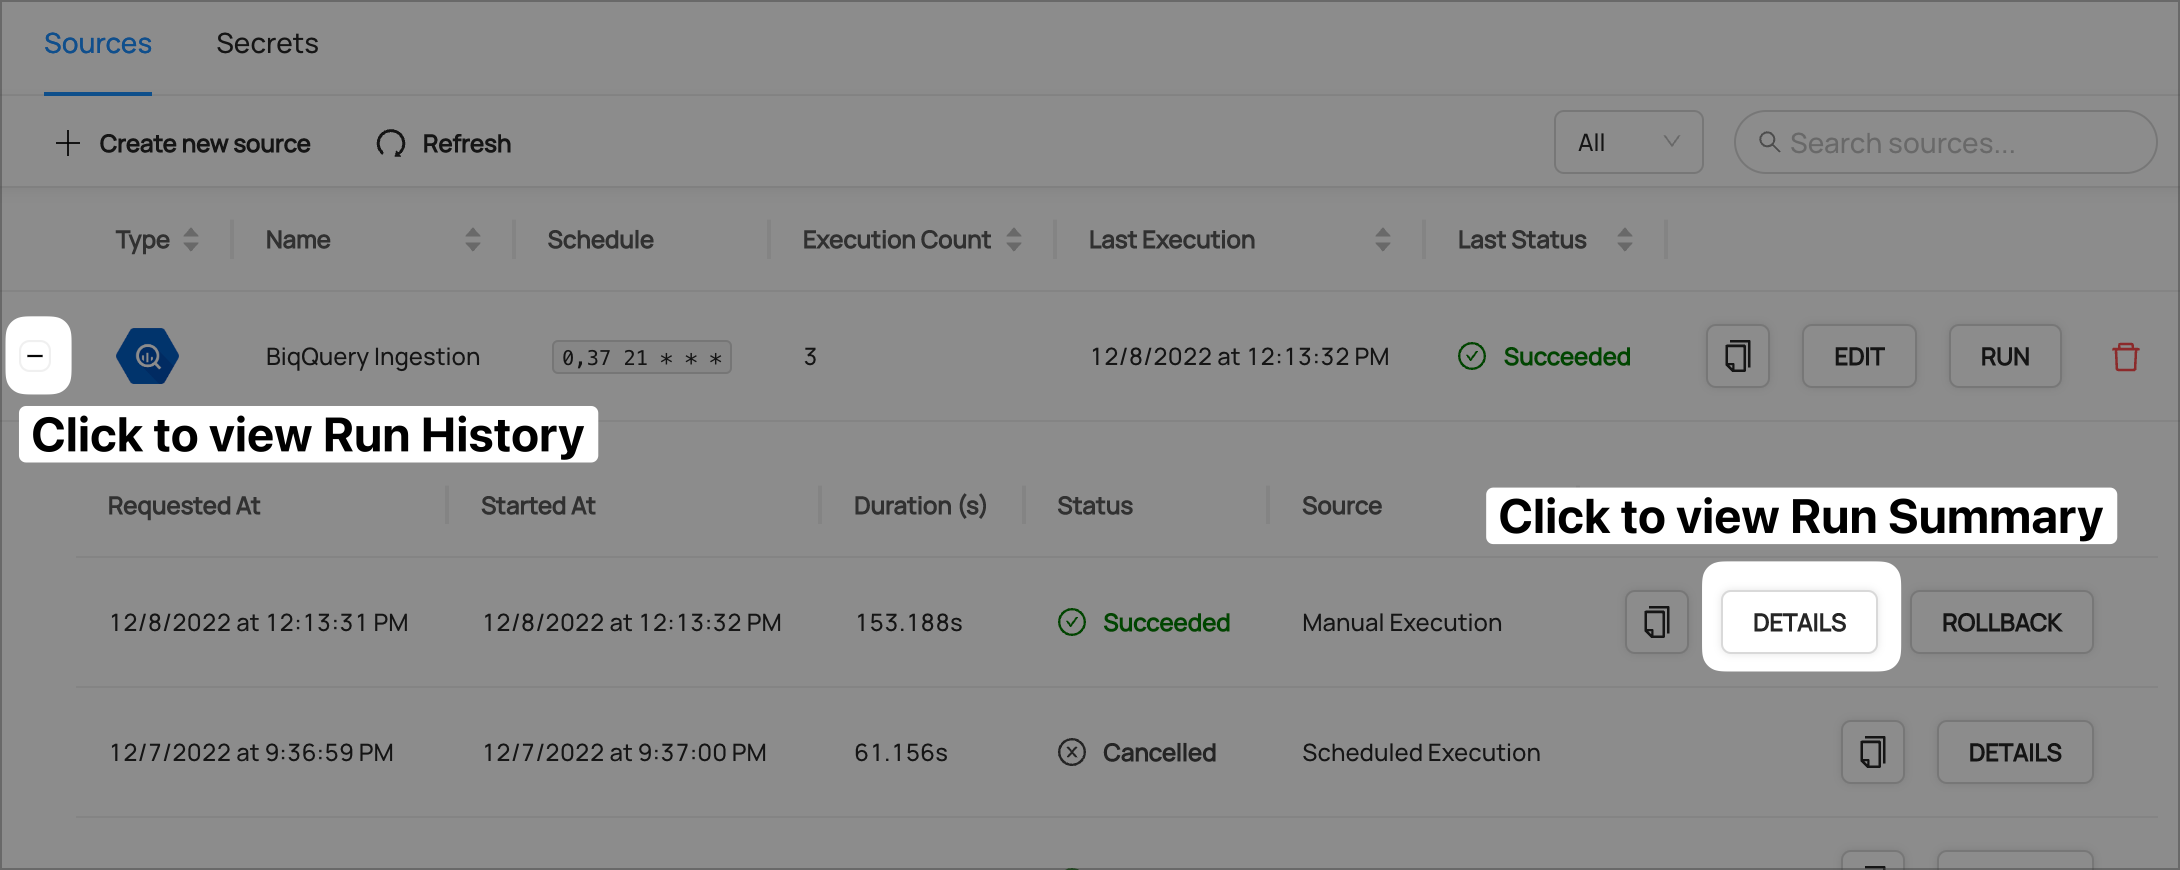 Sources Secrets
Create new source Refresh All Search sources...
Type Name Schedule Execution Count Last Execution Last Status
BiqQuery Ingestion 0,37 21 * * * 3 12/8/2022 at 12:13:32 PM Succeeded EDIT RUN
Click to view Run History
Requested At Started At Duration (s) Status Source Click to view Run Summary
12/8/2022 at 12:13:31 PM 12/8/2022 at 12:13:32 PM 153.188s Succeeded Manual Execution DETAILS ROLLBACK
12/7/2022 at 9:36:59 PM 12/7/2022 at 9:37:00 PM 61.156s Cancelled Scheduled Execution DETAILS